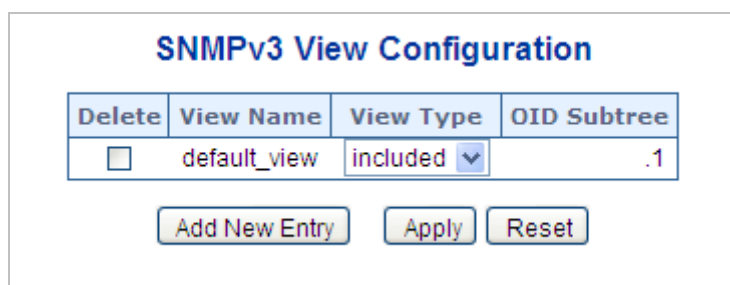 SNMPv3 View Configuration
Delete View Name View Type OID Subtree
default_view included .1
Add New Entry Apply Reset